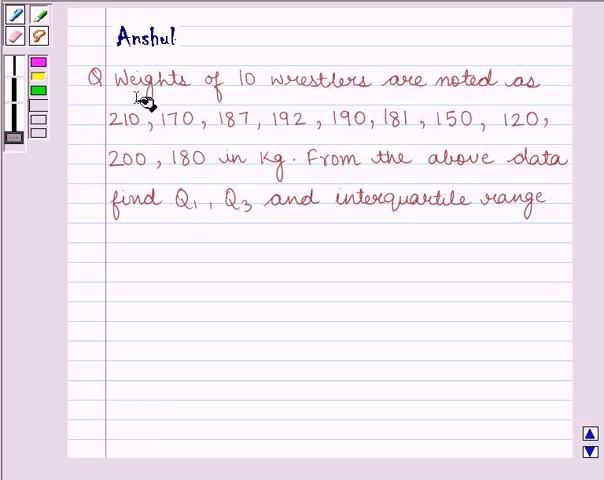 Anshul
Q Weights of 10 wrestlers are noted as
210, 170, 187, 192, 190, 181, 150, 120,
200, 180 in Kg. From the above data
find Q1, Q3 and interquartile range